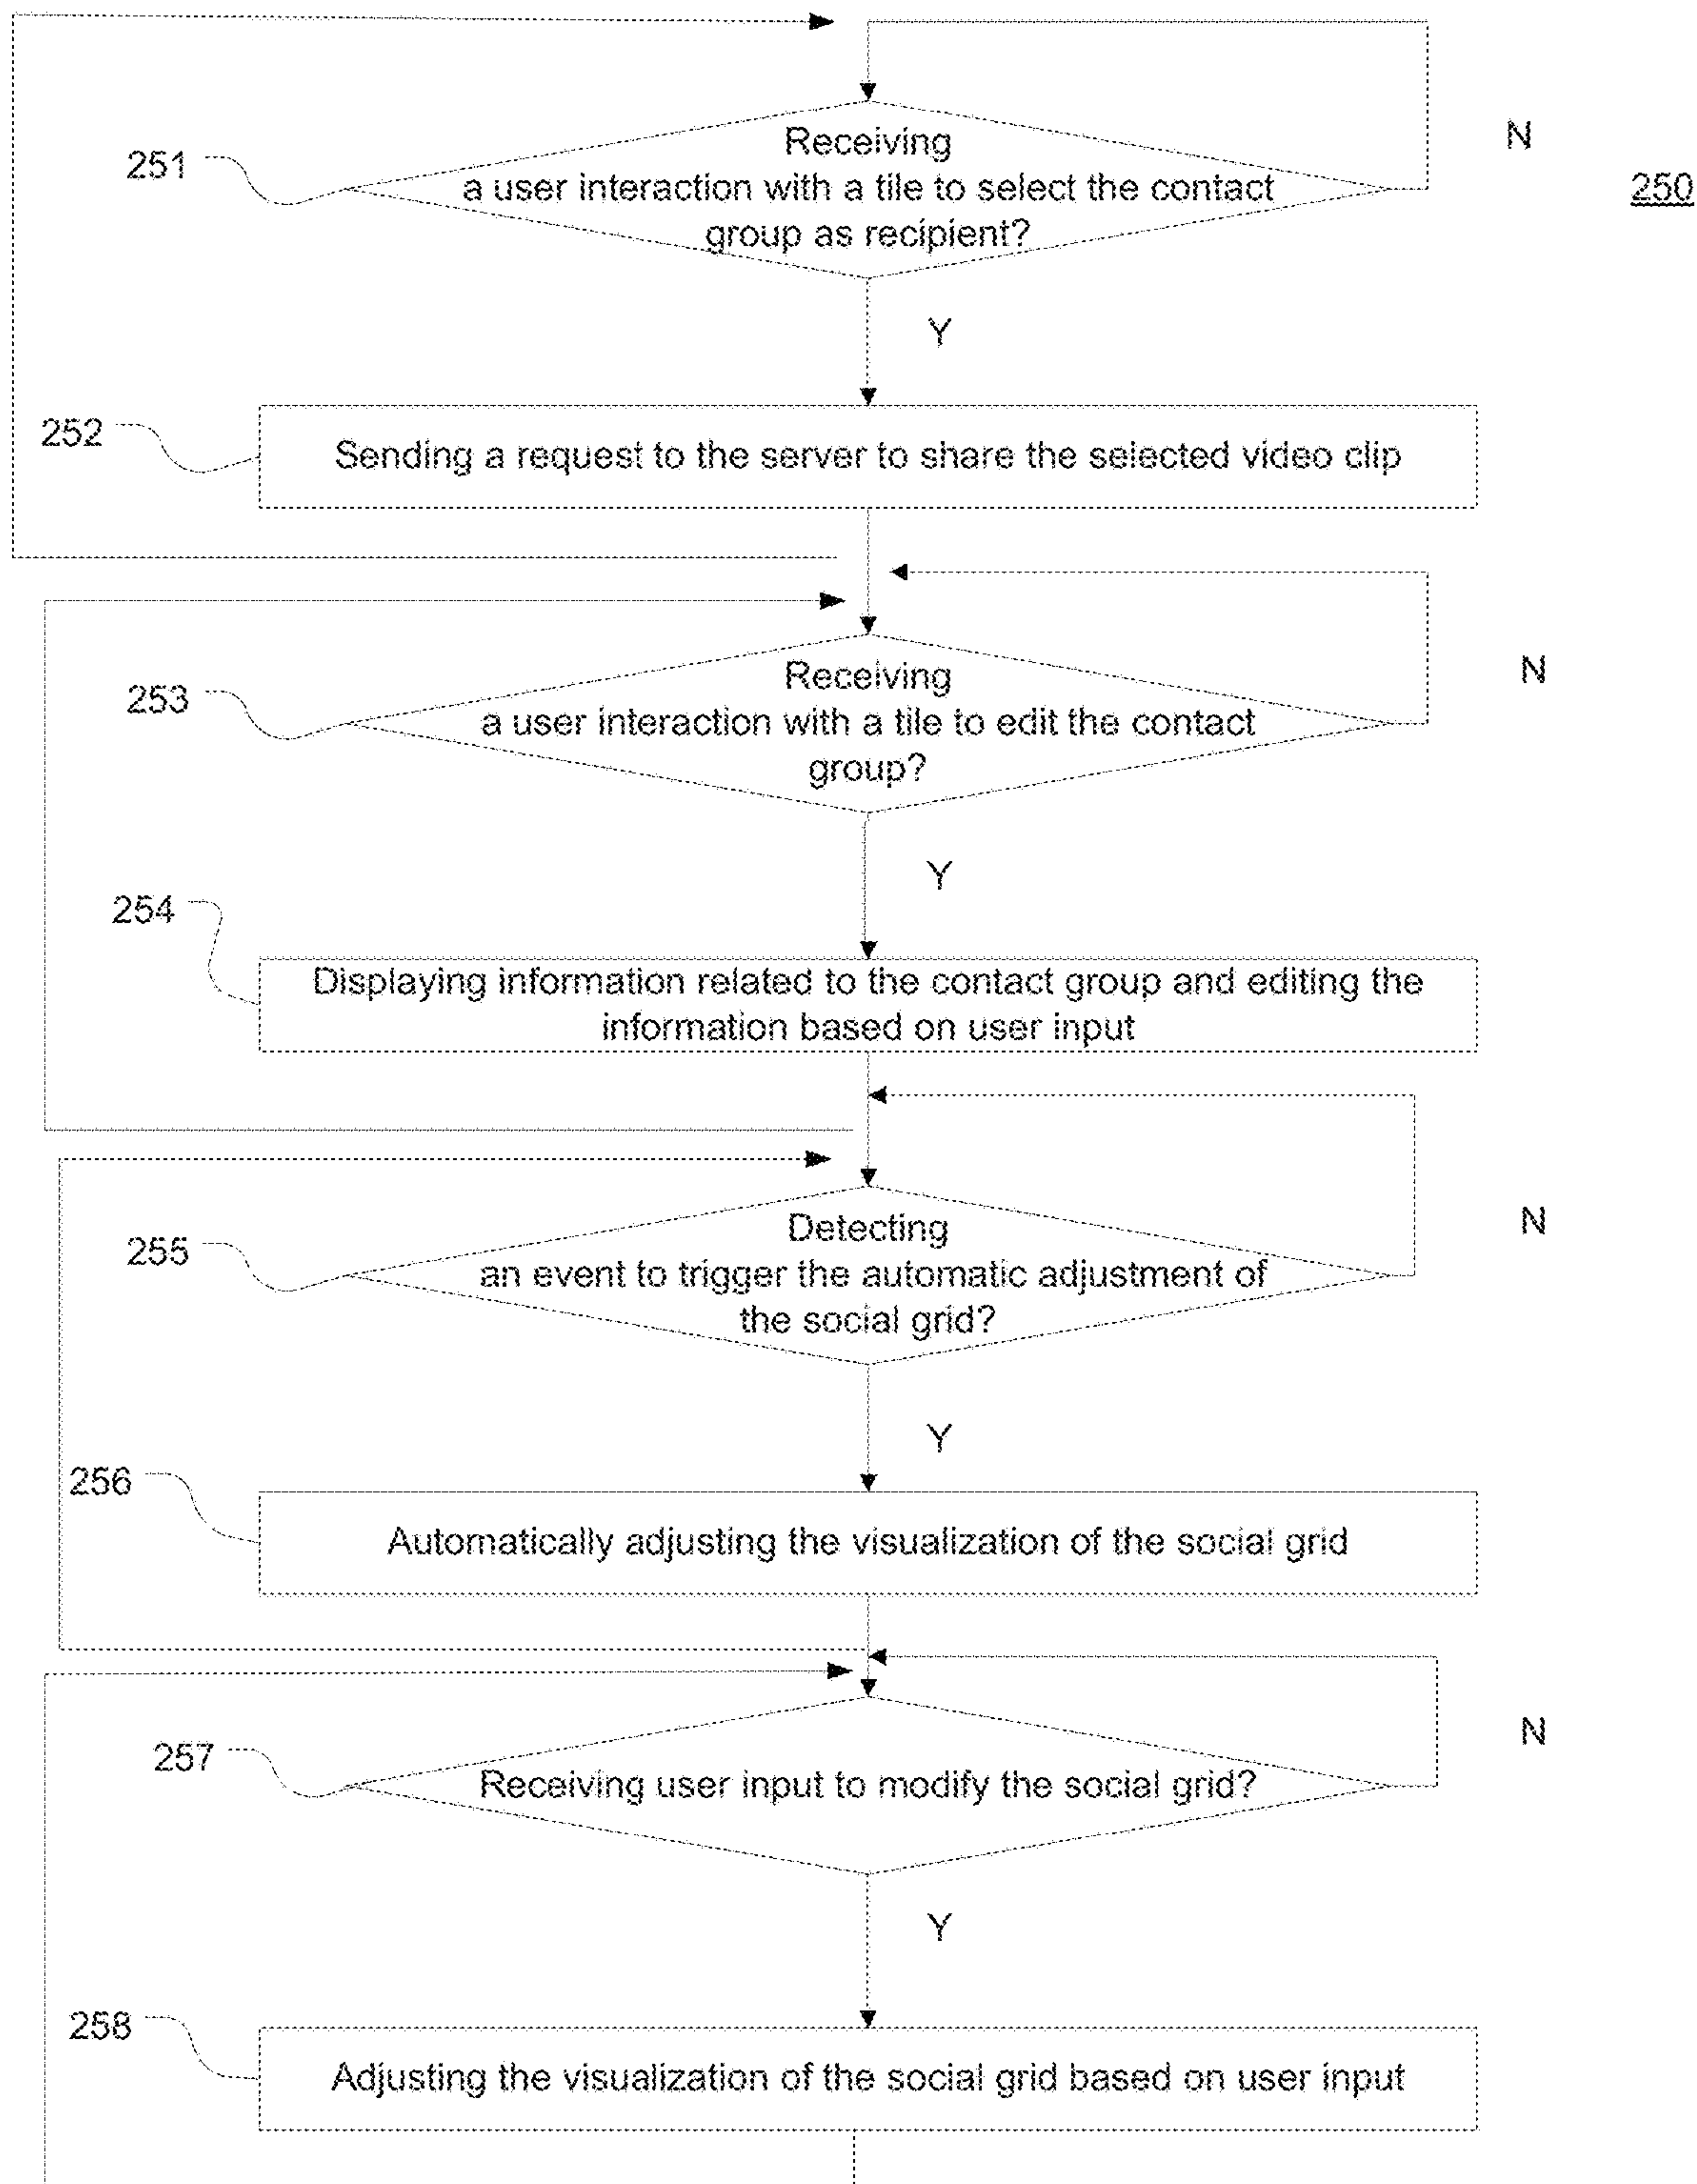 Receiving
N
251
a user interaction with a tile to select the contact
250
group as recipient?
Y
252
Sending a request to the server to share the selected video clip
Receiving
N
253
a user interaction with a tile to edit the contact
group?
Y
254
Displaying information related to the contact group and editing the
information based on user input
Detecting
N
255
an event to trigger the automatic adjustment of
the social grid?
Y
256
Automatically adjusting the visualization of the social grid
N
257
Receiving user input to modify the social grid?
Y
258
Adjusting the visualization of the social grid based on user input